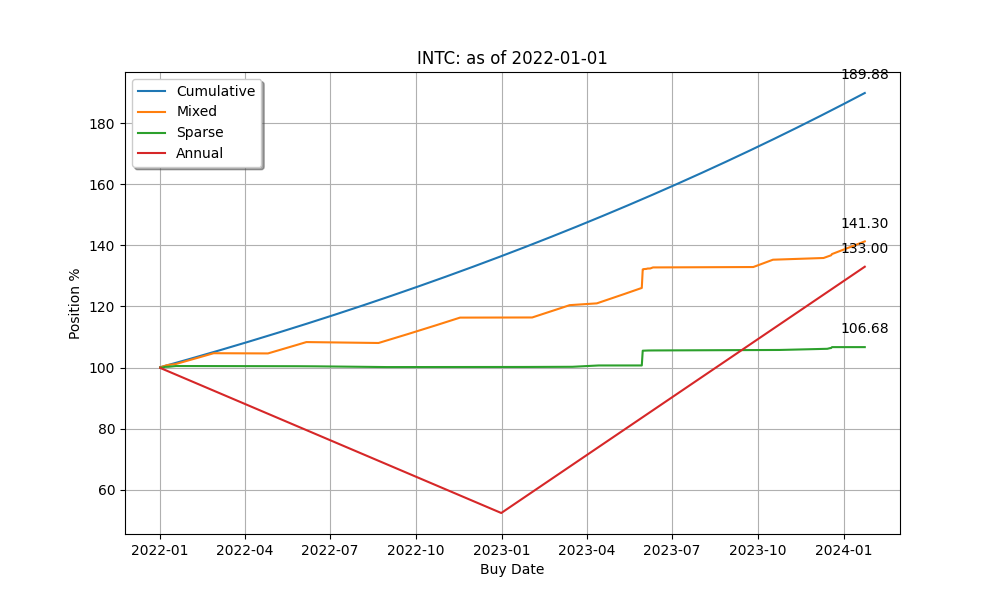 INTC: as of 2022-01-01
189.88
Cumulative
Mixed
Sparse
Annual
141.30
133.00
106.68
180
160
140
120
100
80
60
Position %
2022-01 2022-04 2022-07 2022-10 2023-01 2023-04 2023-07 2023-10 2024-01
Buy Date